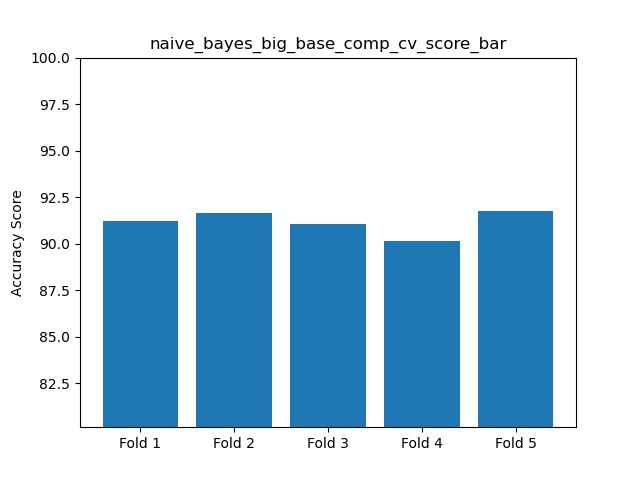 naive_bayes_big_base_comp_cv_score_bar
100.0
97.5
95.0
92.5
90.0
87.5
85.0
82.5
Accuracy Score
Fold 1 Fold 2 Fold 3 Fold 4 Fold 5